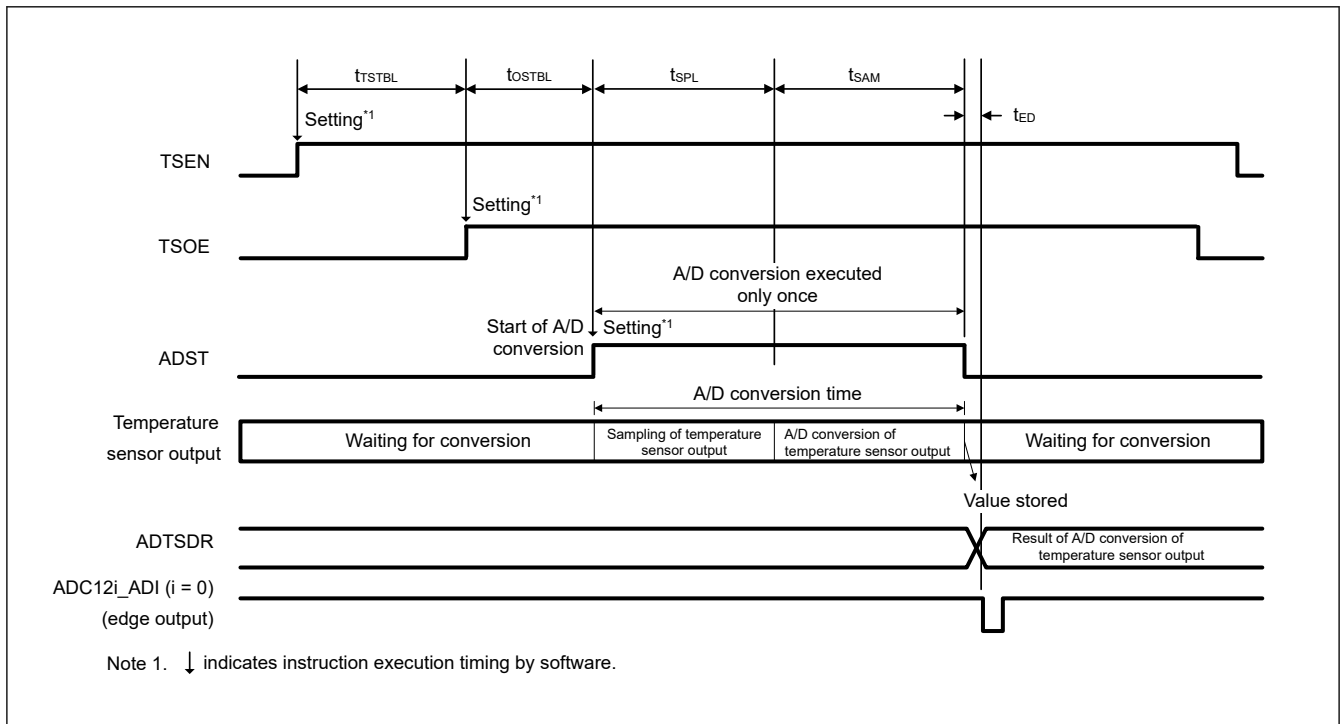 tTSTBL tOSTBL tSPL tSAM
tED
Setting*1
TSEN
Setting*1
TSOE
A/D conversion executed
only once
Start of A/D
conversion
Setting*1
ADST
A/D conversion time
Temperature
sensor output
Waiting for conversion
Sampling of temperature
sensor output
A/D conversion of
temperature sensor output
Waiting for conversion
Value stored
ADTSDR
Result of A/D conversion of
temperature sensor output
ADC12i_ADI (i = 0)
(edge output)
Note 1. ↓ indicates instruction execution timing by software.